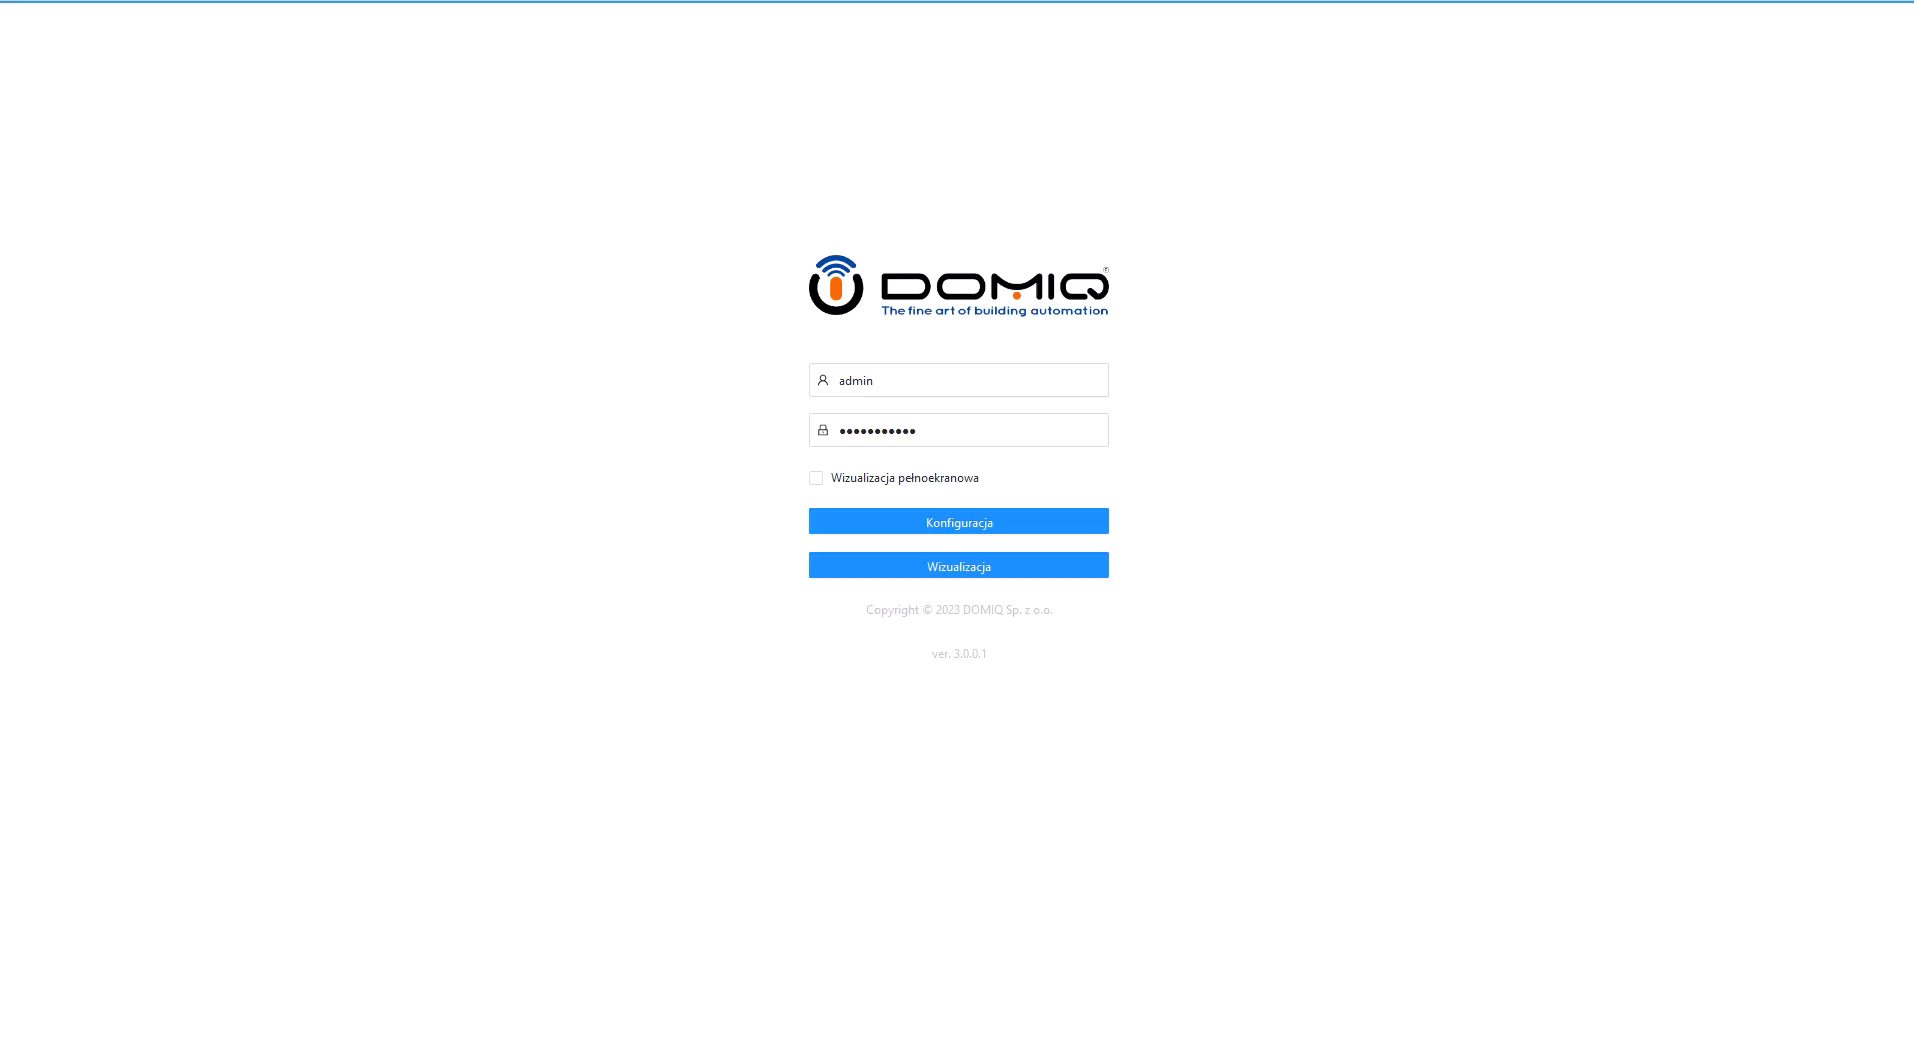 DOMIQ®
The fine art of building automation
admin
•••••••••••
Wizualizacja pełnoekranowa
Konfiguracja
Wizualizacja
Copyright © 2023 DOMIQ Sp. z o.o.
ver. 3.0.0.1